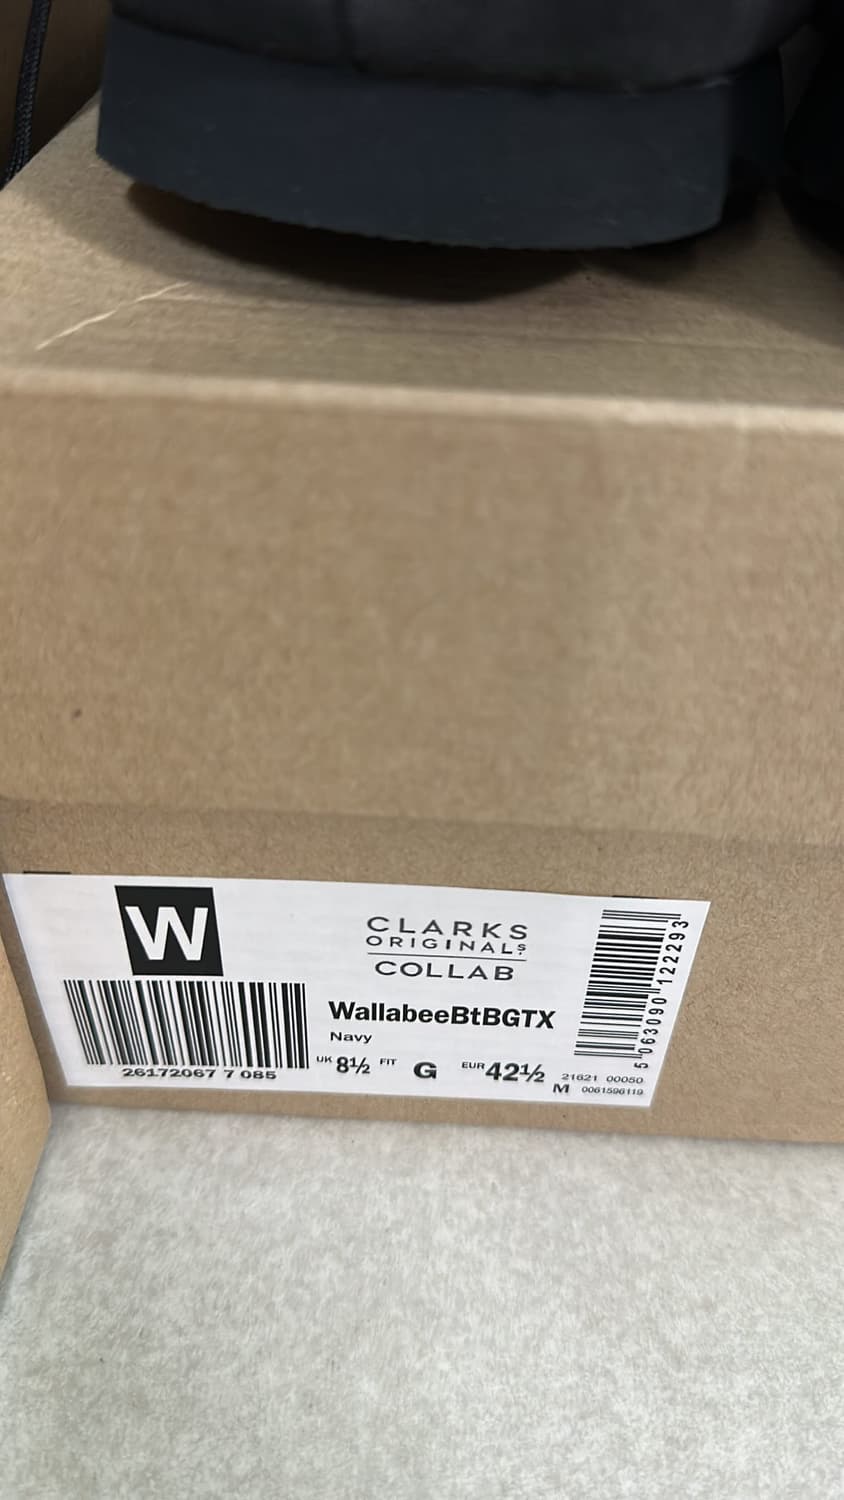 W
26172067 7 085
CLARKS
ORIGINALS
COLLAB
WallabeeBtBGTX
Navy
UK 8½ FIT G EUR 42½
21621 00050
M 0061596119
5 063090 122293